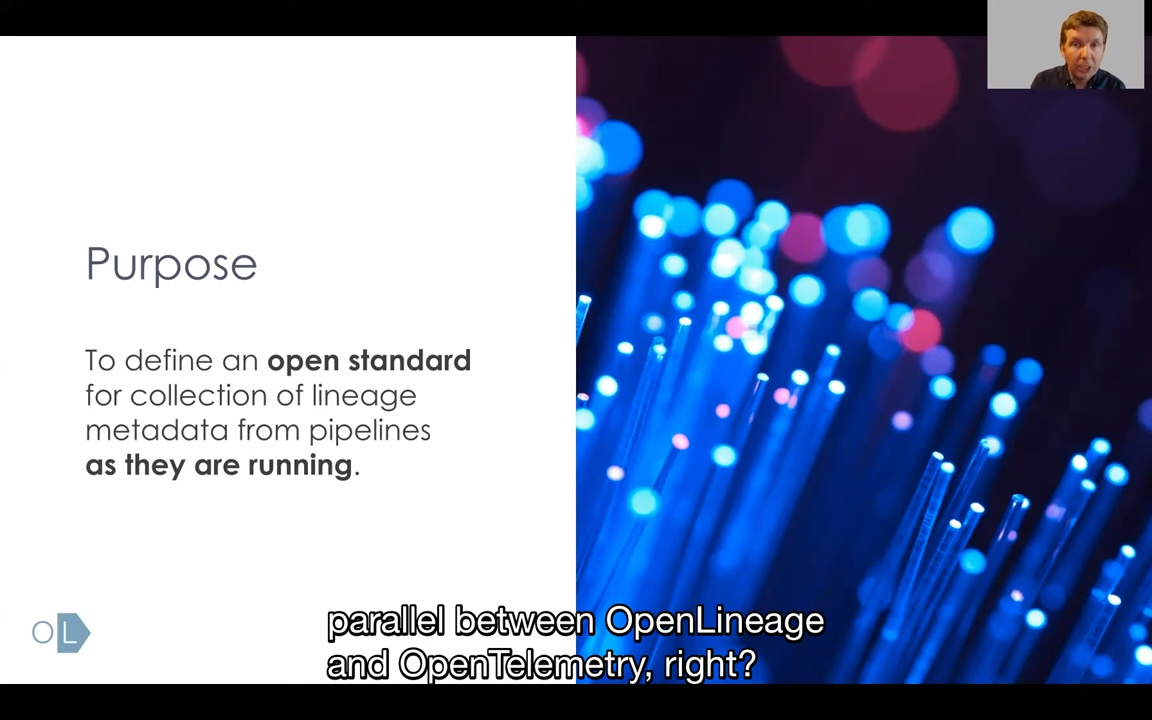 Purpose
To define an open standard
for collection of lineage
metadata from pipelines
as they are running.
OL
parallel between OpenLineage
and OpenTelemetry, right?